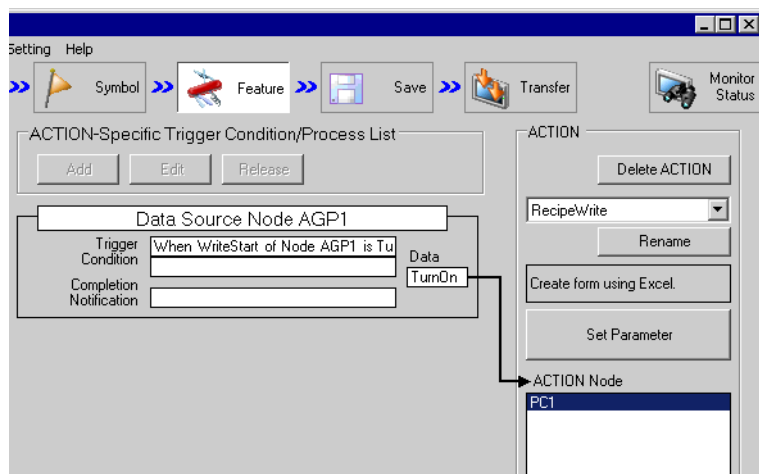 Setting Help
Symbol Feature Save Transfer Monitor Status
ACTION-Specific Trigger Condition/Process List
Add Edit Release
ACTION
Delete ACTION
RecipeWrite
Rename
Create form using Excel.
Set Parameter
ACTION Node
PC1
Data Source Node AGP1
Trigger Condition
When WriteStart of Node AGP1 is Tu
Data
TurnOn
Completion Notification